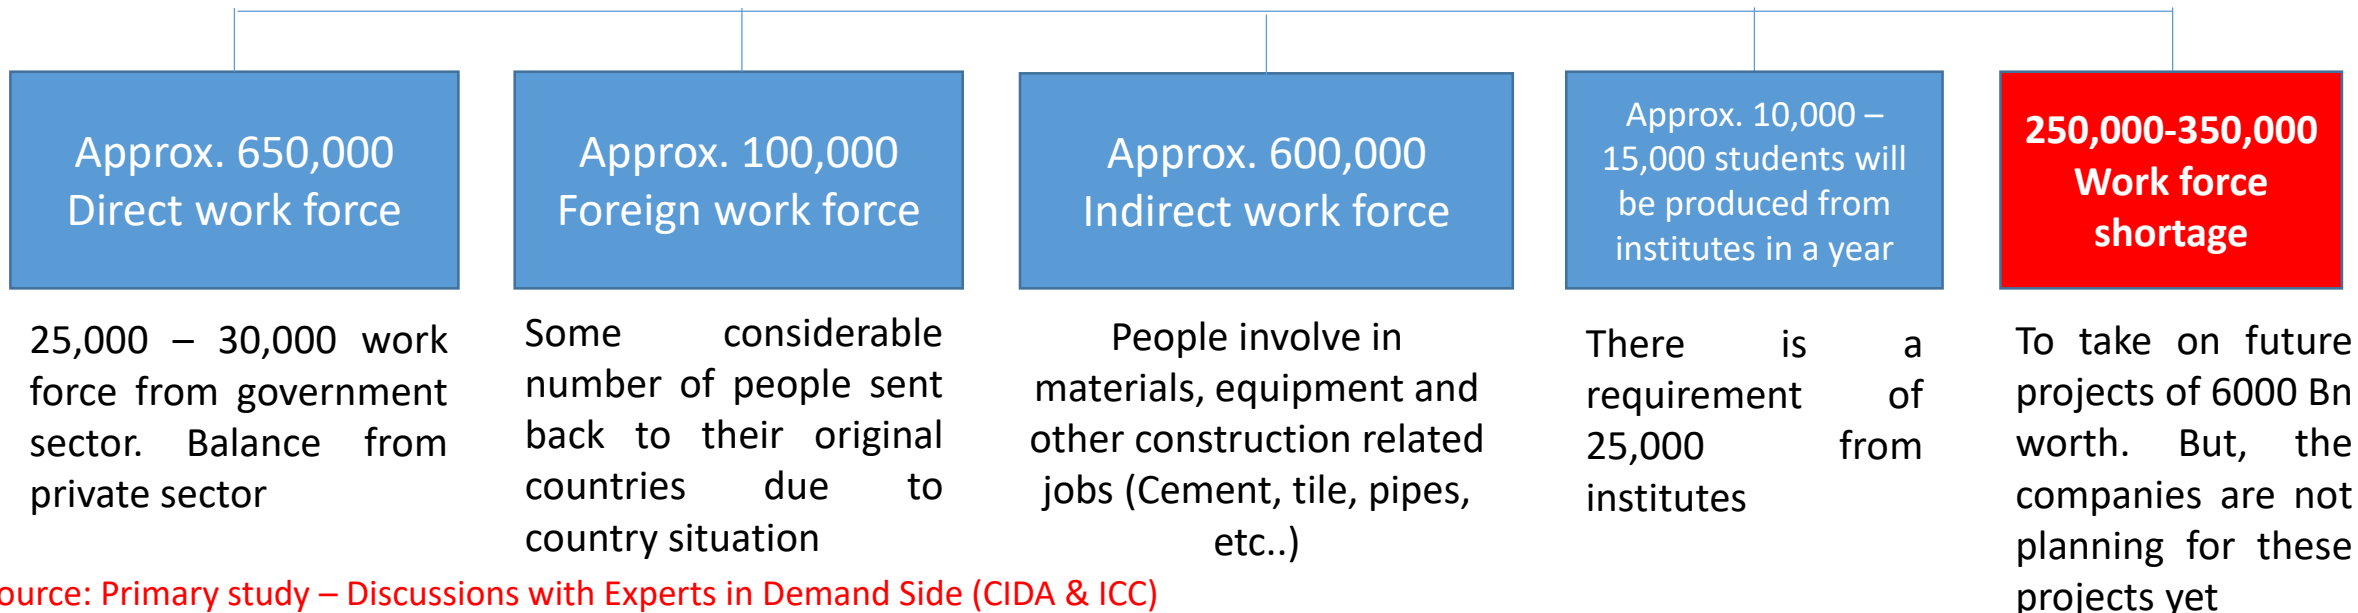 Approx. 650,000
Direct work force
25,000 – 30,000 work
force from government
sector. Balance from
private sector
Approx. 100,000
Foreign work force
Some considerable
number of people sent
back to their original
countries due to
country situation
Approx. 600,000
Indirect work force
People involve in
materials, equipment and
other construction related
jobs (Cement, tile, pipes,
etc..)
Approx. 10,000 –
15,000 students will
be produced from
institutes in a year
There is a
requirement of
25,000 from
institutes
250,000-350,000
Work force
shortage
To take on future
projects of 6000 Bn
worth. But, the
companies are not
planning for these
projects yet
ource: Primary study – Discussions with Experts in Demand Side (CIDA & ICC)